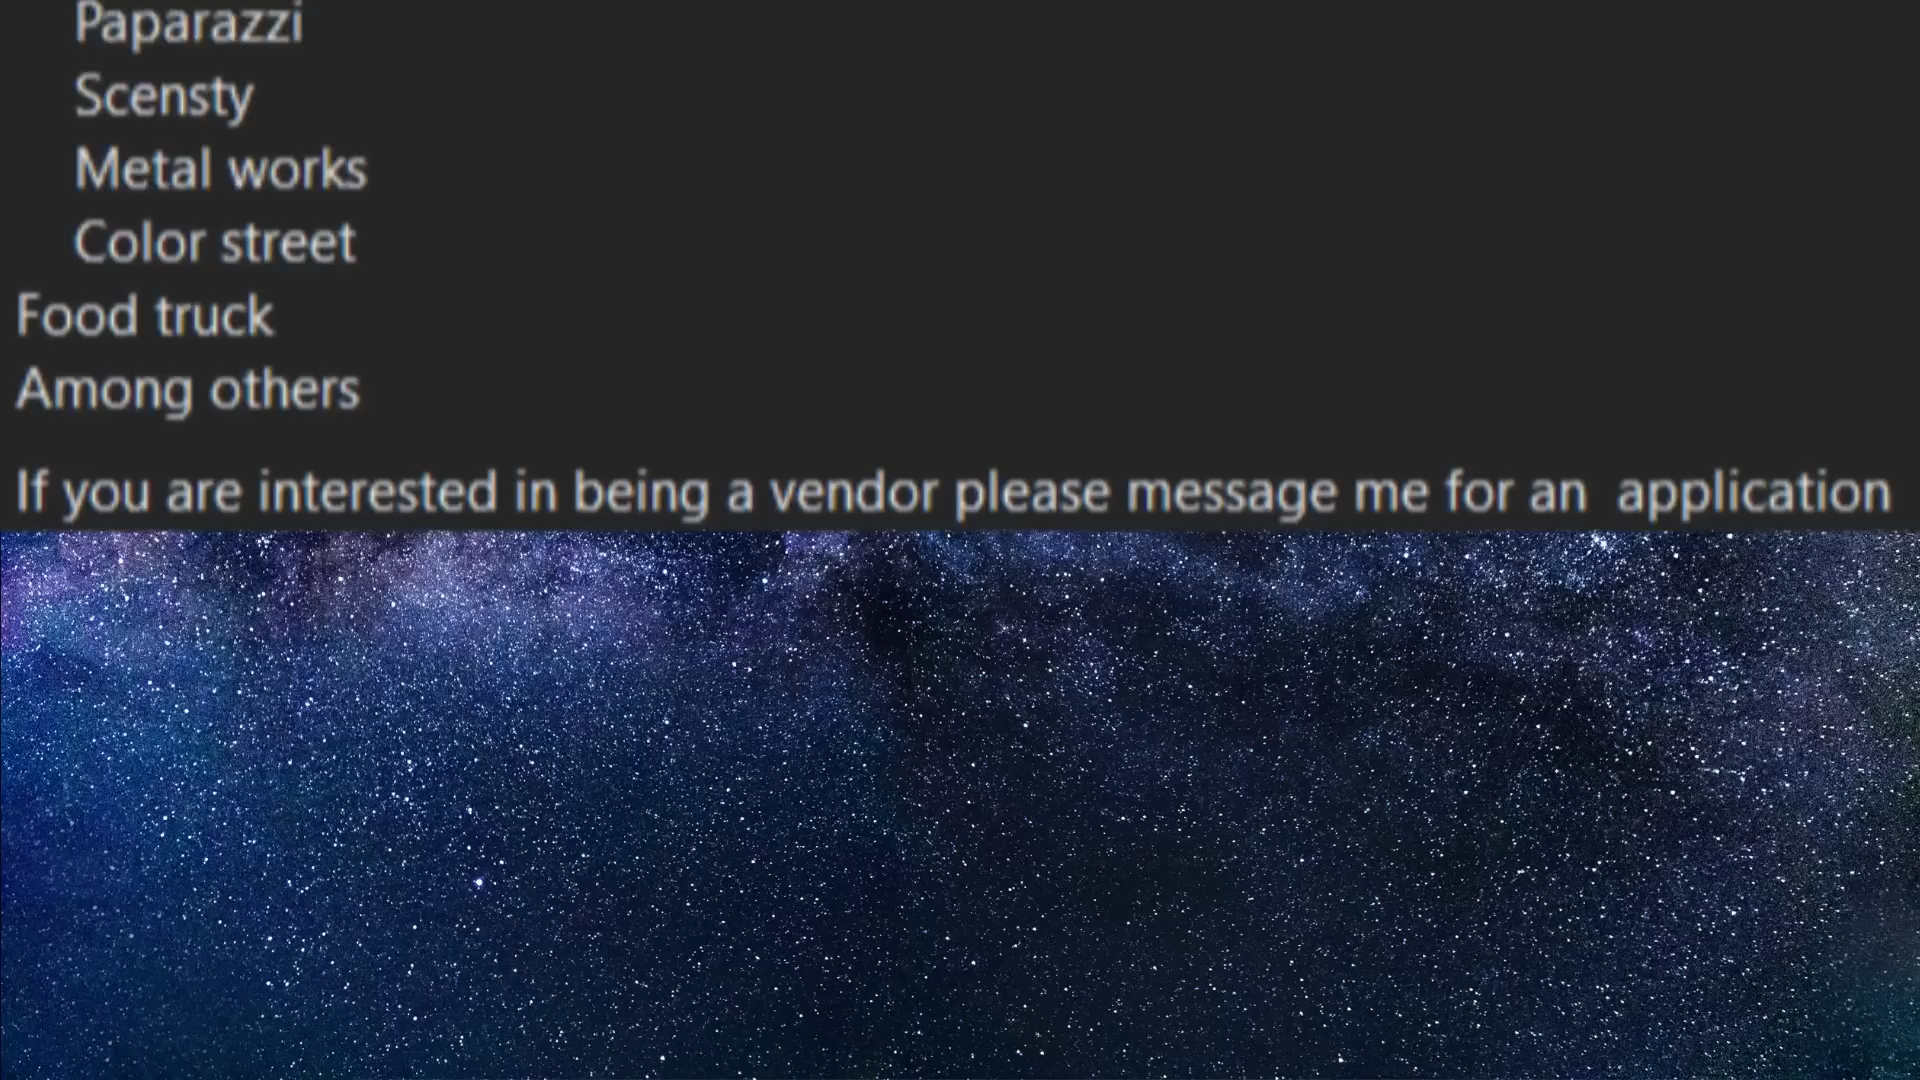 Paparazzi
Scensty
Metal works
Color street
Food truck
Among others
If you are interested in being a vendor please message me for an application